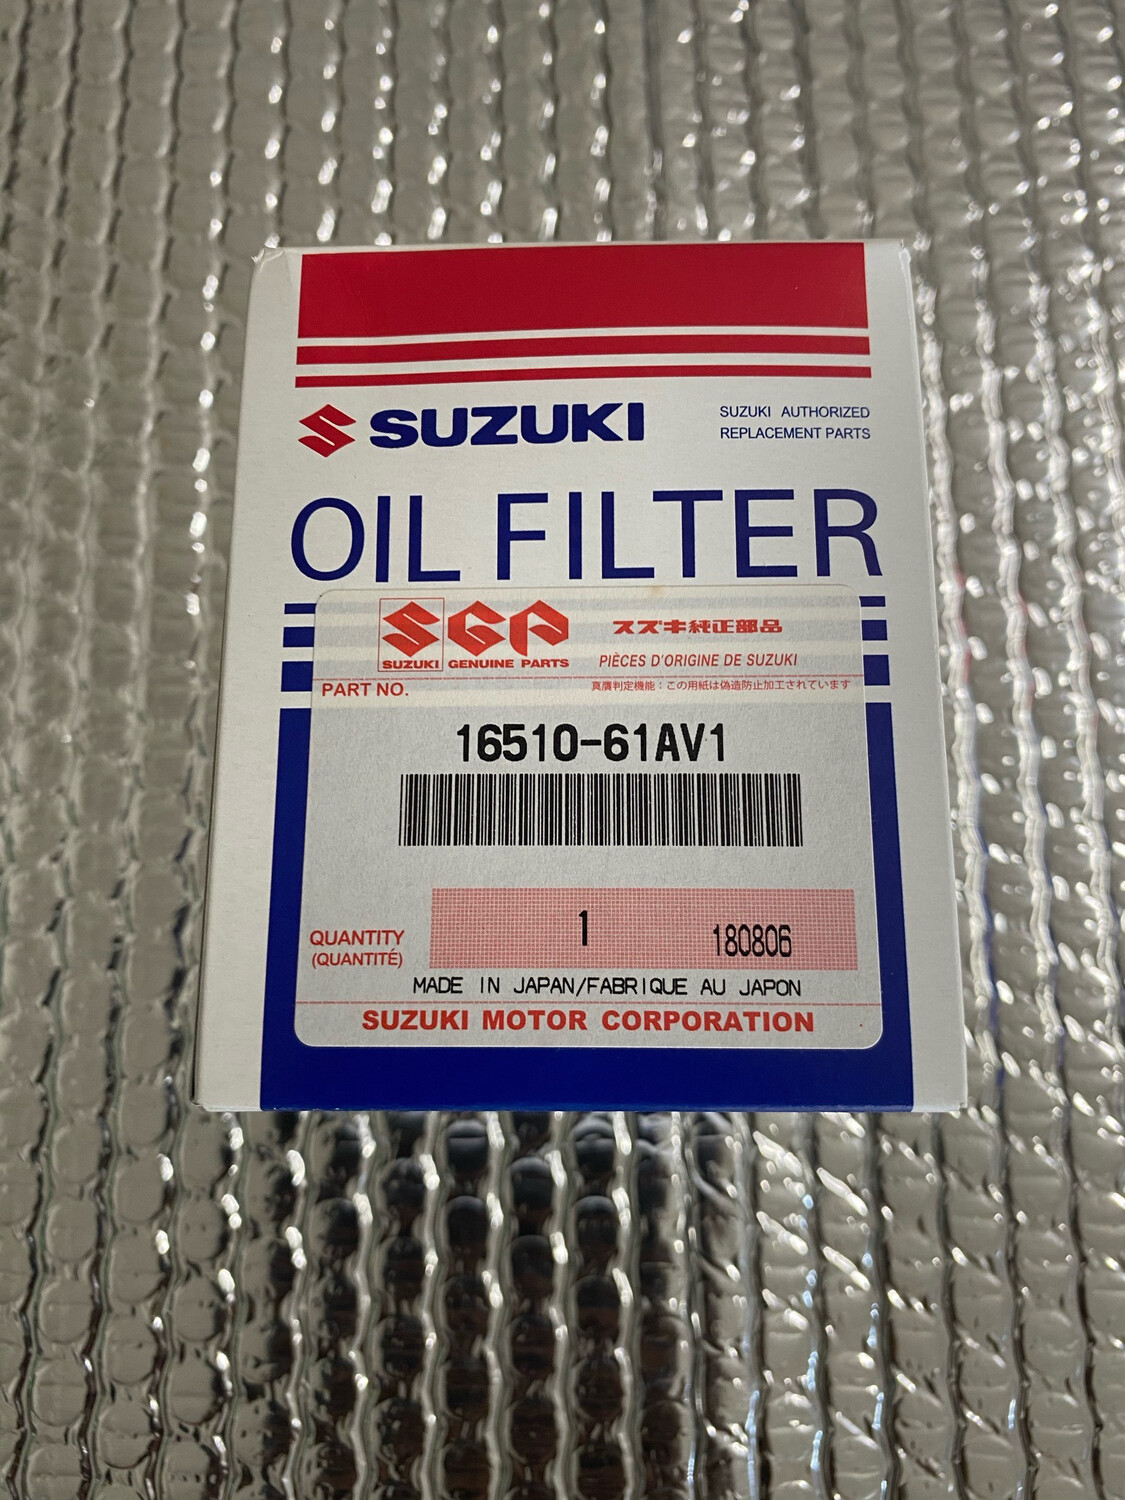 SUZUKI
SUZUKI AUTHORIZED
REPLACEMENT PARTS
OIL FILTER
SGP スズキ純正部品
SUZUKI GENUINE PARTS PIÈCES D'ORIGINE DE SUZUKI
PART NO. 真贋判定機能：この用紙は偽造防止加工されています
16510-61AV1
QUANTITY 1 180806
(QUANTITÉ)
MADE IN JAPAN/FABRIQUE AU JAPON
SUZUKI MOTOR CORPORATION